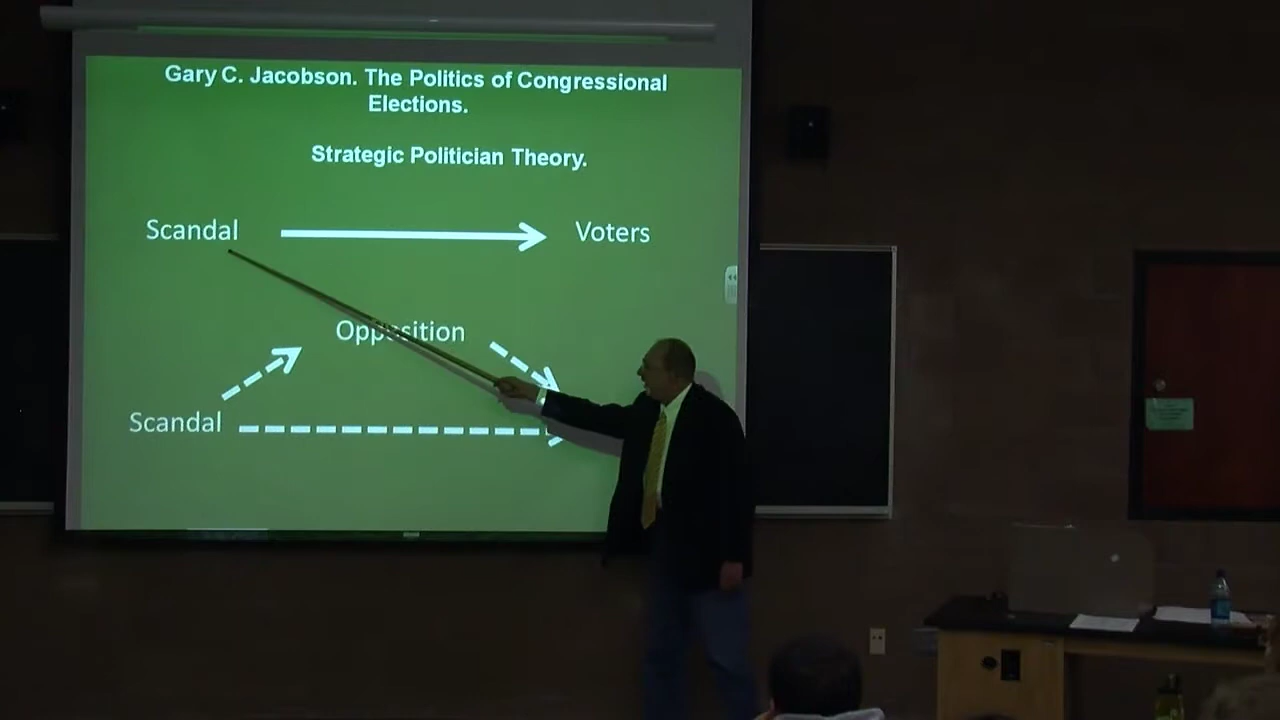 Gary C. Jacobson. The Politics of Congressional
Elections.
Strategic Politician Theory.
Scandal
Voters
Opposition
Scandal